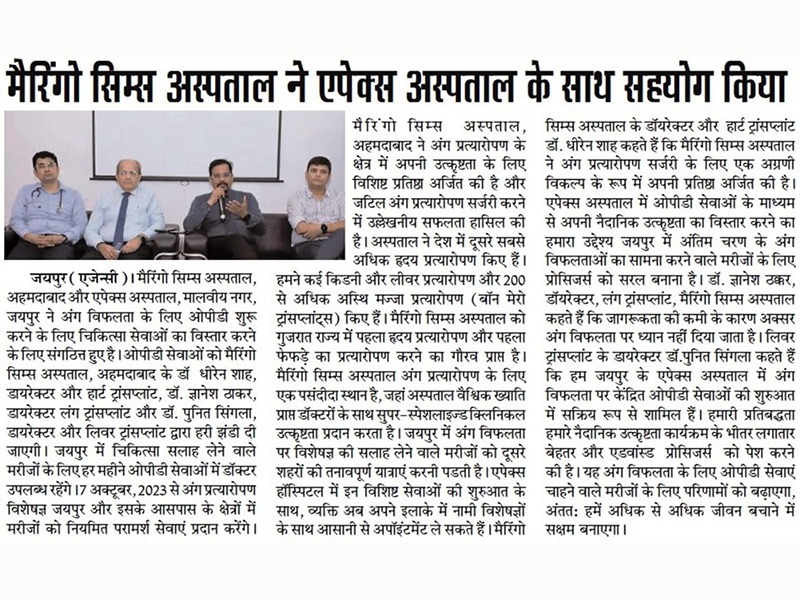 मैरिंगो सिम्स अस्पताल ने एपेक्स अस्पताल के साथ सहयोग किया
जयपुर( एजेन्सी )। मैरिंगो सिम्स अस्पताल,
अहमदाबाद और एपेक्स अस्पताल, मालवीय नगर,
जयपुर ने अंग विफलता के लिए ओपीडी शुरू
करने के लिए चिकित्सा सेवाओं का विस्तार करने
के लिए संगठित हुए है। ओपीडी सेवाओं को मैरिंगो
सिम्स अस्पताल, अहमदाबाद के डॉ धीरेन शाह,
डायरेक्टर और हार्ट ट्रांसप्लांट, डॉ. ज्ञानेश ठाकर,
डायरेक्टर लंग ट्रांसप्लांट और डॉ. पुनित सिंगला,
डायरेक्टर और लिवर ट्रांसप्लांट द्वारा हरी झंडी दी
जाएगी। जयपुर में चिकित्सा सलाह लेने वाले
मरीजों के लिए हर महीने ओपीडी सेवाओं में डॉक्टर
उपलब्ध रहेंगे।17 अक्टूबर, 2023 से अंग प्रत्यारोपण
विशेषज्ञ जयपुर और इसके आसपास के क्षेत्रों में
मरीजों को नियमित परामर्श सेवाएं प्रदान करेंगे।
मैरिंगो सिम्स अस्पताल,
अहमदाबाद ने अंग प्रत्यारोपण के
क्षेत्र में अपनी उत्कृष्टता के लिए
विशिष्ट प्रतिष्ठा अर्जित की है और
जटिल अंग प्रत्यारोपण सर्जरी करने
में उल्लेखनीय सफलता हासिल की
है। अस्पताल ने देश में दूसरे सबसे
अधिक हृदय प्रत्यारोपण किए हैं।
हमने कई किडनी और लीवर प्रत्यारोपण और 200
से अधिक अस्थि मज्जा प्रत्यारोपण (बॉन मेरो
ट्रांसप्लांट्स) किए हैं। मैरिंगो सिम्स अस्पताल को
गुजरात राज्य में पहला हृदय प्रत्यारोपण और पहला
फेफड़े का प्रत्यारोपण करने का गौरव प्राप्त है।
मैरिंगो सिम्स अस्पताल अंग प्रत्यारोपण के लिए
एक पसंदीदा स्थान है, जहां अस्पताल वैश्विक ख्याति
प्राप्त डॉक्टरों के साथ सुपर-स्पेशलाइज्ड क्लिनिकल
उत्कृष्टता प्रदान करता है। जयपुर में अंग विफलता
पर विशेषज्ञ की सलाह लेने वाले मरीजों को दूसरे
शहरों की तनावपूर्ण यात्राएं करनी पडती है। एपेक्स
हॉस्पिटल में इन विशिष्ट सेवाओं की शुरुआत के
साथ, व्यक्ति अब अपने इलाके में नामी विशेषज्ञों
के साथ आसानी से अपॉइंटमेंट ले सकते हैं। मैरिंगो
सिम्स अस्पताल के डॉयरेक्टर और हार्ट ट्रांसप्लांट
डॉ. धीरेन शाह कहते हैं कि मैरिंगो सिम्स अस्पताल
ने अंग प्रत्यारोपण सर्जरी के लिए एक अग्रणी
विकल्प के रूप में अपनी प्रतिष्ठा अर्जित की है।
एपेक्स अस्पताल में ओपीडी सेवाओं के माध्यम
से अपनी नैदानिक उत्कृष्टता का विस्तार करने का
हमारा उद्देश्य जयपुर में अंतिम चरण के अंग
विफलताओं का सामना करने वाले मरीजों के लिए
प्रोसिजर्स को सरल बनाना है। डॉ. ज्ञानेश ठक्कर,
डॉयरेक्टर, लंग ट्रांसप्लांट, मैरिंगो सिम्स अस्पताल
कहते हैं कि जागरूकता की कमी के कारण अक्सर
अंग विफलता पर ध्यान नहीं दिया जाता है। लिवर
ट्रांसप्लांट के डायरेक्टर डॉ.पुनित सिंगला कहते हैं
कि हम जयपुर के एपेक्स अस्पताल में अंग
विफलता पर केंद्रित ओपीडी सेवाओं की शुरुआत
में सक्रिय रूप से शामिल हैं। हमारी प्रतिबद्धता
हमारे नैदानिक उत्कृष्टता कार्यक्रम के भीतर लगातार
बेहतर और एडवांस्ड प्रोसिजर्स को पेश करने
की है। यह अंग विफलता के लिए ओपीडी सेवाएं
चाहने वाले मरीजों के लिए परिणामों को बढ़ाएगा,
अंतत: हमें अधिक से अधिक जीवन बचाने में
सक्षम बनाएगा।